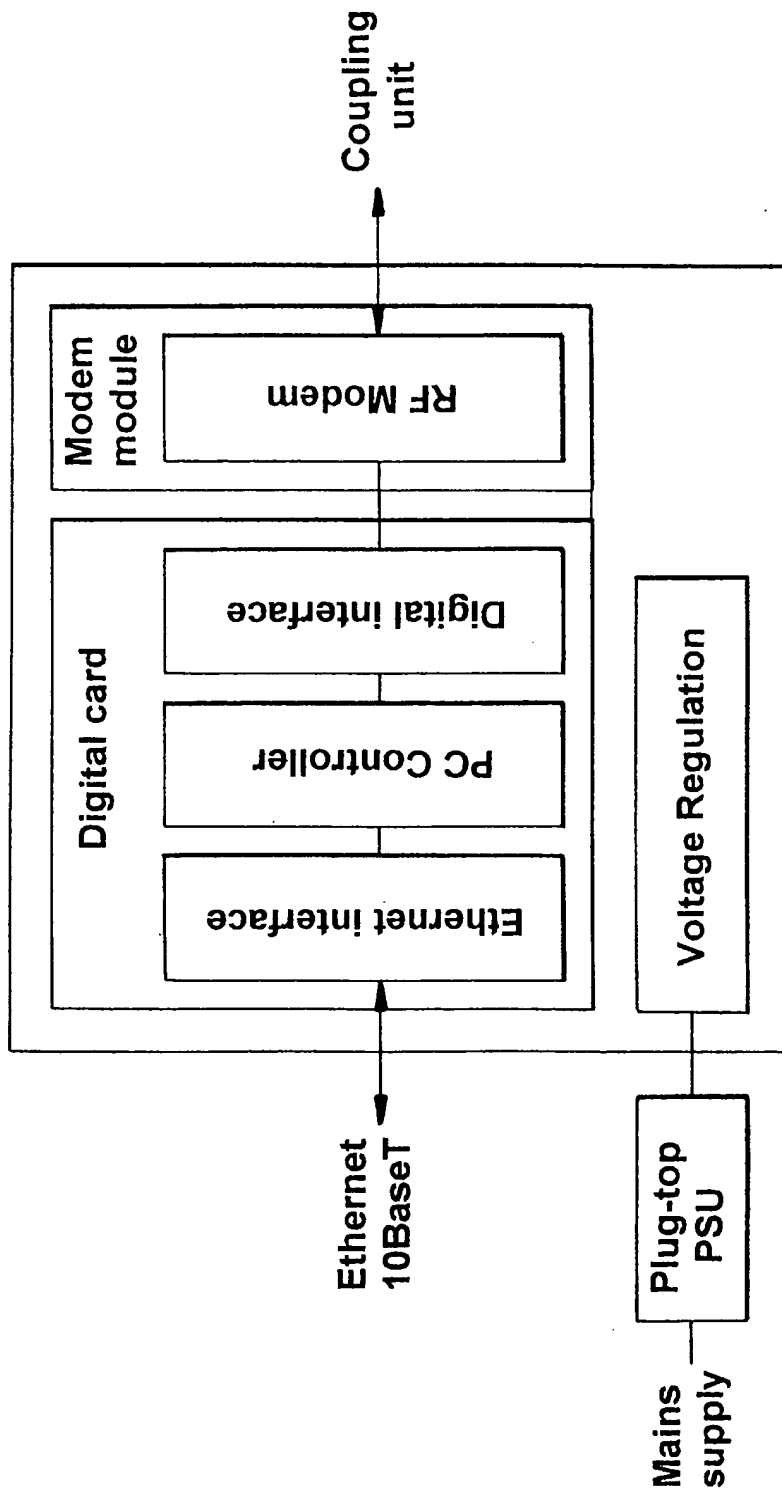 Digital card
Modem
module
Ethernet
10BaseT
Ethernet interface
PC Controller
Digital interface
RF Modem
Coupling
unit
Mains
supply
Plug-top
PSU
Voltage Regulation